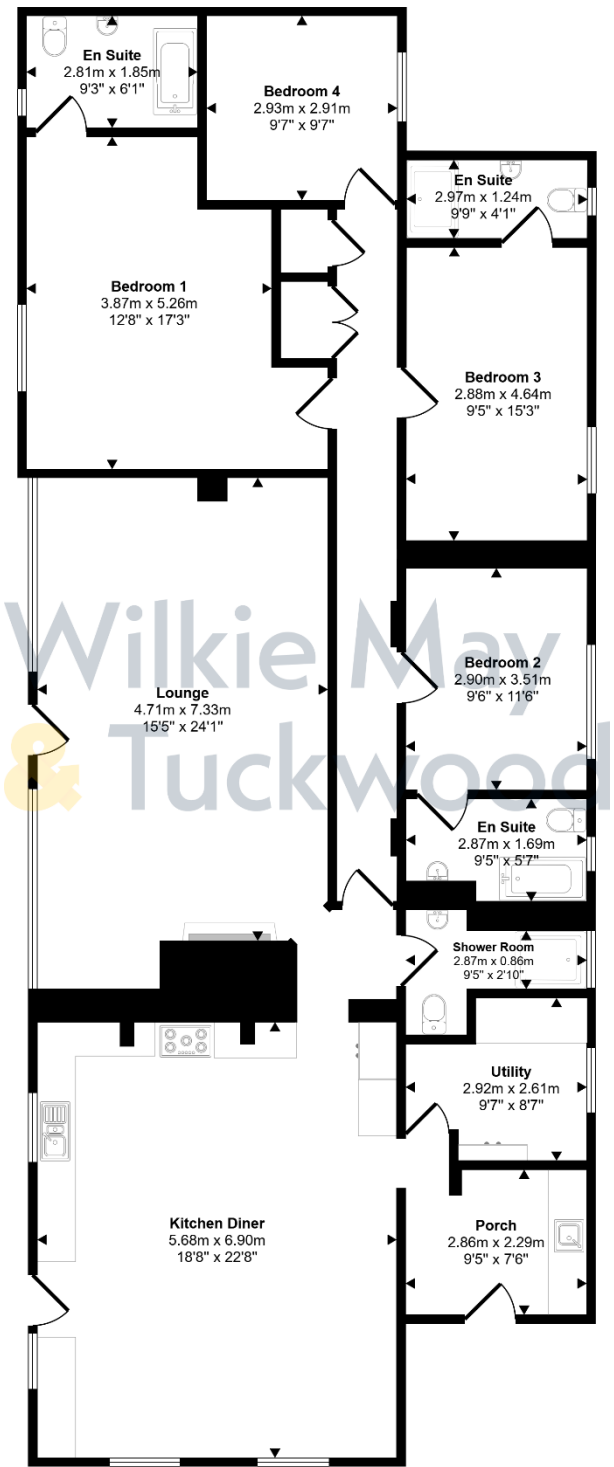 En Suite
2.81m x 1.85m
9'3" x 6'1"
Bedroom 4
2.93m x 2.91m
9'7" x 9'7"
En Suite
2.97m x 1.24m
9'9" x 4'1"
Bedroom 1
3.87m x 5.26m
12'8" x 17'3"
Bedroom 3
2.88m x 4.64m
9'5" x 15'3"
Wilkie May
& Tuckwood
Bedroom 2
2.90m x 3.51m
9'6" x 11'6"
Lounge
4.71m x 7.33m
15'5" x 24'1"
En Suite
2.87m x 1.69m
9'5" x 5'7"
Shower Room
2.87m x 0.86m
9'5" x 2'10"
Utility
2.92m x 2.61m
9'7" x 8'7"
Kitchen Diner
5.68m x 6.90m
18'8" x 22'8"
Porch
2.86m x 2.29m
9'5" x 7'6"